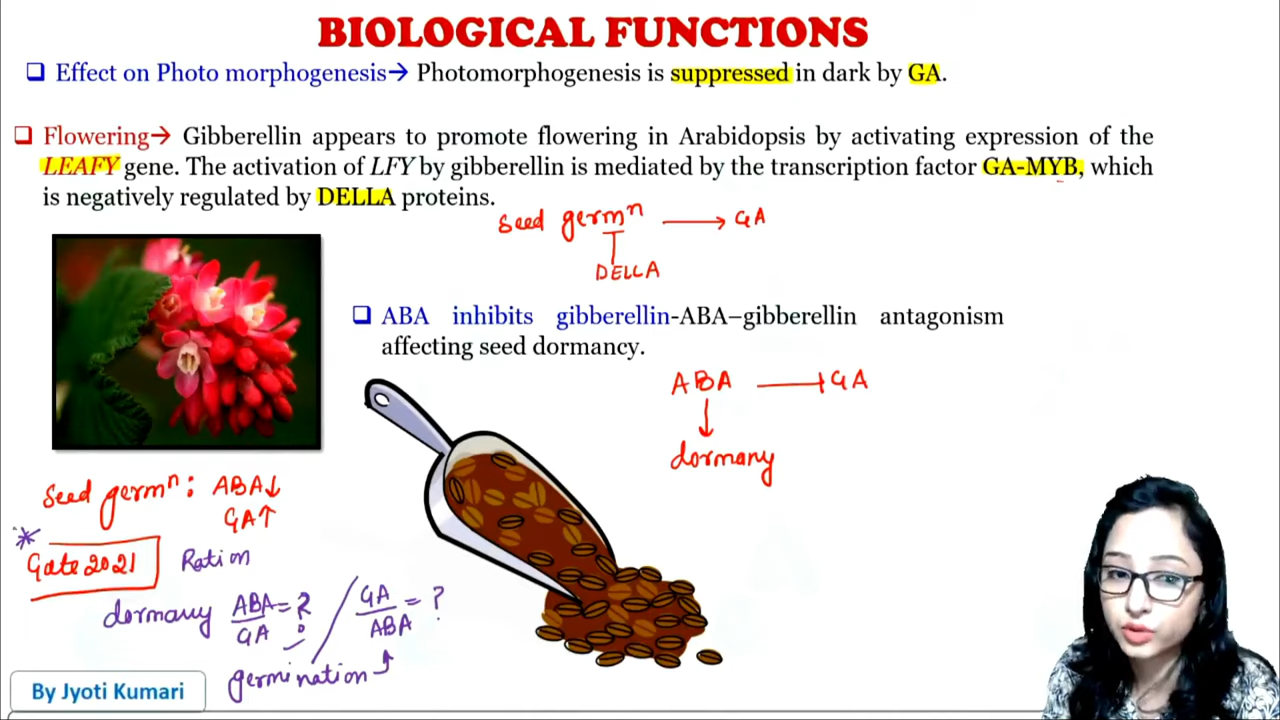 BIOLOGICAL FUNCTIONS
❑ Effect on Photo morphogenesis→ Photomorphogenesis is suppressed in dark by GA.
❑ Flowering→ Gibberellin appears to promote flowering in Arabidopsis by activating expression of the
LEAFY gene. The activation of LFY by gibberellin is mediated by the transcription factor GA-MYB, which
is negatively regulated by DELLA proteins.
Seed germⁿ → GA
DELLA
❑ ABA inhibits gibberellin-ABA–gibberellin antagonism
affecting seed dormancy.
ABA ⊣ GA
↓
dormany
Seed germⁿ : ABA↓
GA↑
* Gate 2021 Ration
dormany ABA/GA = ? / GA/ABA = ?
germination
By Jyoti Kumari